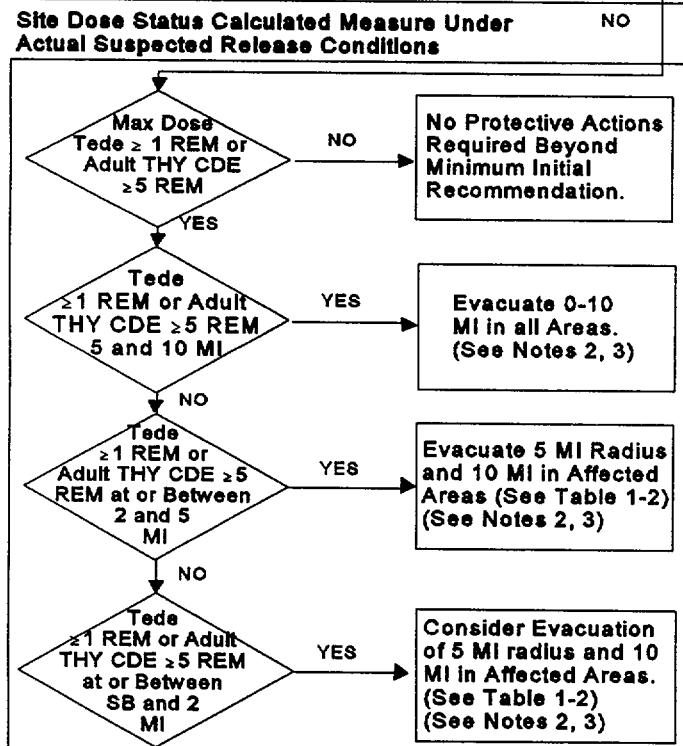 Site Dose Status Calculated Measure Under
Actual Suspected Release Conditions
NO
Max Dose
Tede ≥ 1 REM or
Adult THY CDE
≥5 REM
NO
No Protective Actions
Required Beyond
Minimum Initial
Recommendation.
YES
Tede
≥1 REM or Adult
THY CDE ≥5 REM
5 and 10 MI
YES
Evacuate 0-10
MI in all Areas.
(See Notes 2, 3)
NO
Tede
≥1 REM or
Adult THY CDE ≥5
REM at or Between
2 and 5
MI
YES
Evacuate 5 MI Radius
and 10 MI in Affected
Areas (See Table 1-2)
(See Notes 2, 3)
NO
Tede
≥1 REM or Adult
THY CDE ≥5 REM
at or Between
SB and 2
MI
YES
Consider Evacuation
of 5 MI radius and 10
MI in Affected Areas.
(See Table 1-2)
(See Notes 2, 3)